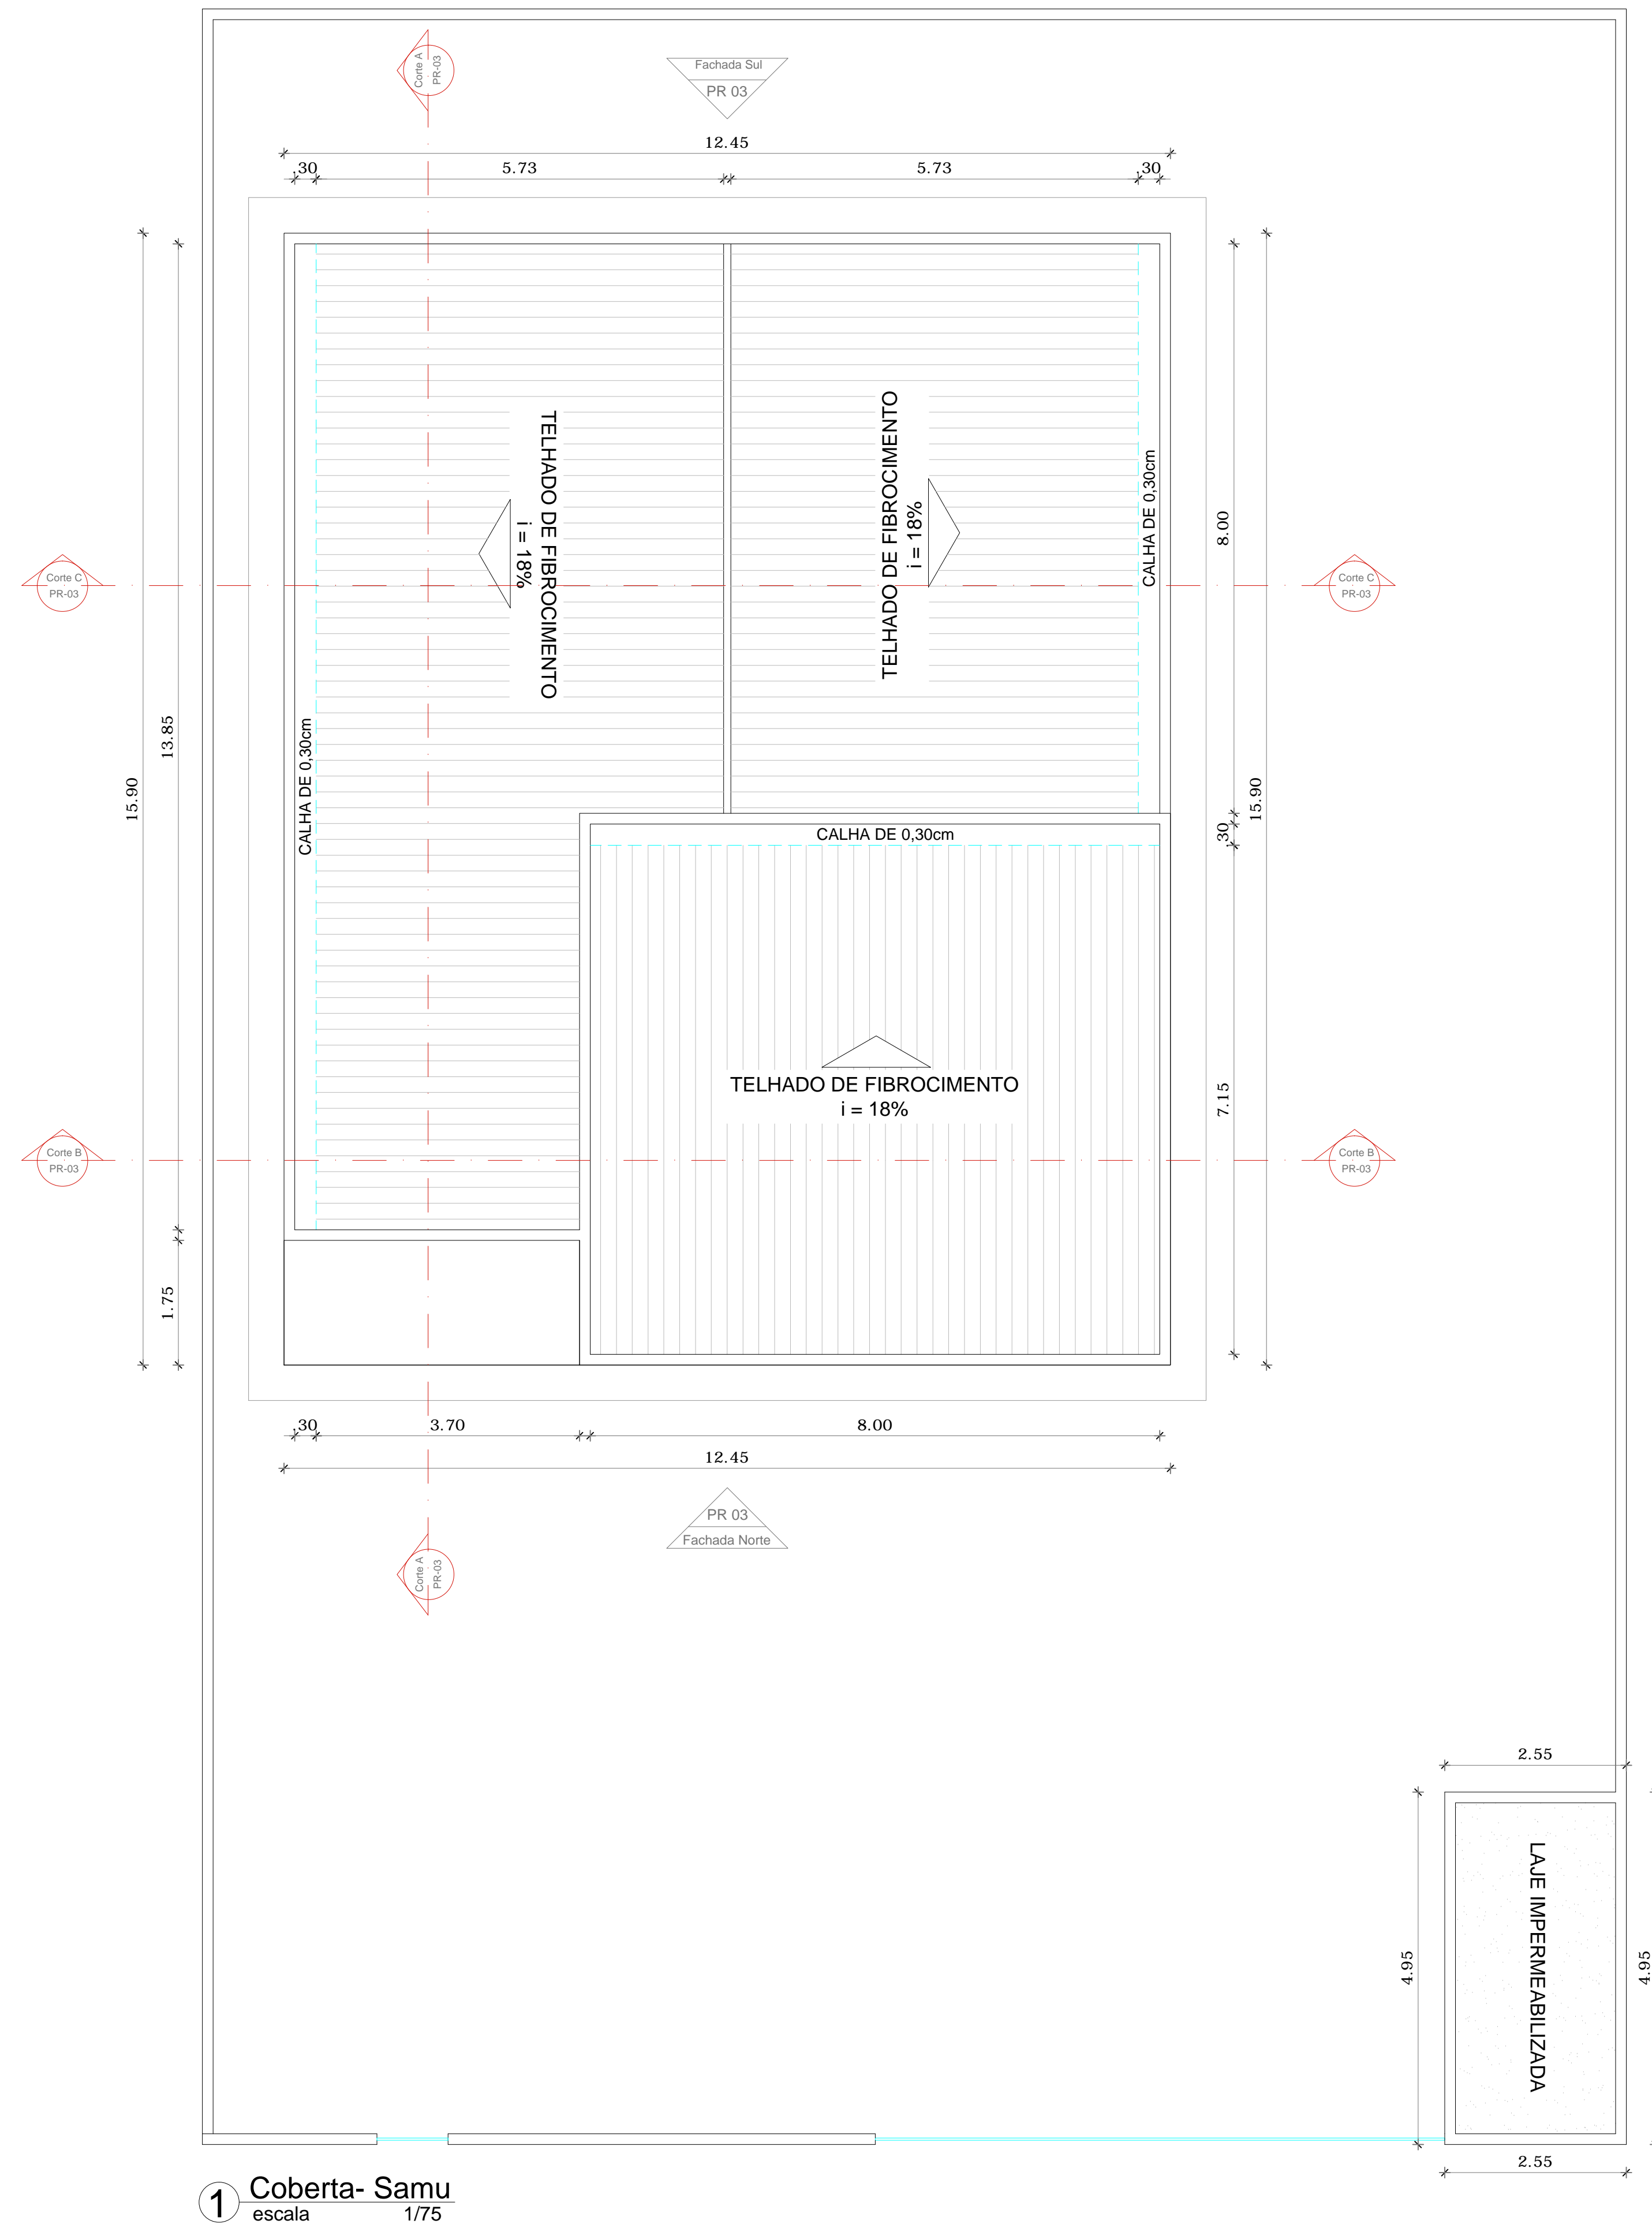 Corte A
PR-03
Fachada Sul
PR 03
12.45
.30
5.73
5.73
.30
TELHADO DE FIBROCIMENTO
i = 18%
TELHADO DE FIBROCIMENTO
i = 18%
CALHA DE 0,30cm
8.00
Corte C
PR-03
Corte C
PR-03
13.85
15.90
CALHA DE 0,30cm
15.90
.30
CALHA DE 0,30cm
TELHADO DE FIBROCIMENTO
i = 18%
7.15
Corte B
PR-03
Corte B
PR-03
1.75
.30
3.70
8.00
12.45
PR 03
Fachada Norte
Corte A
PR-03
2.55
LAJE IMPERMEABILIZADA
4.95
4.95
2.55
1
Coberta- Samu
escala 1/75